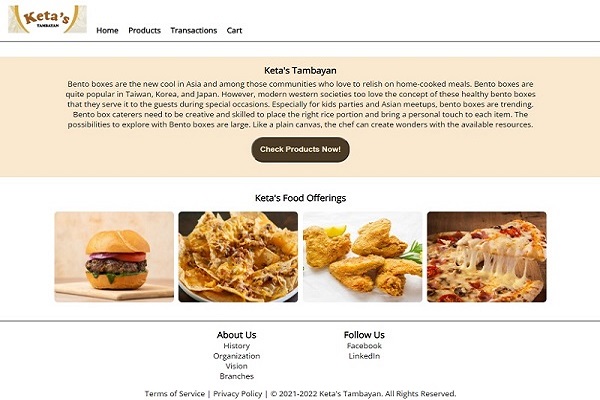 Keta's
TAMBAYAN
Home Products Transactions Cart
Keta's Tambayan
Bento boxes are the new cool in Asia and among those communities who love to relish on home-cooked meals. Bento boxes are
quite popular in Taiwan, Korea, and Japan. However, modern western societies too love the concept of these healthy bento boxes
that they serve it to the guests during special occasions. Especially for kids parties and Asian meetups, bento boxes are trending.
Bento box caterers need to be creative and skilled to place the right rice portion and bring a personal touch to each item. The
possibilities to explore with Bento boxes are large. Like a plain canvas, the chef can create wonders with the available resources.
Check Products Now!
Keta's Food Offerings
About Us Follow Us
History Facebook
Organization LinkedIn
Vision
Branches
Terms of Service | Privacy Policy | © 2021-2022 Keta's Tambayan. All Rights Reserved.